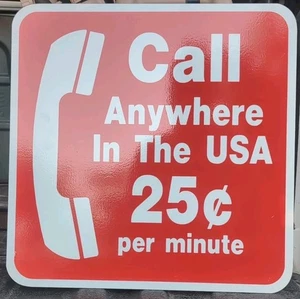 Call
Anywhere
In The USA
25¢
per minute